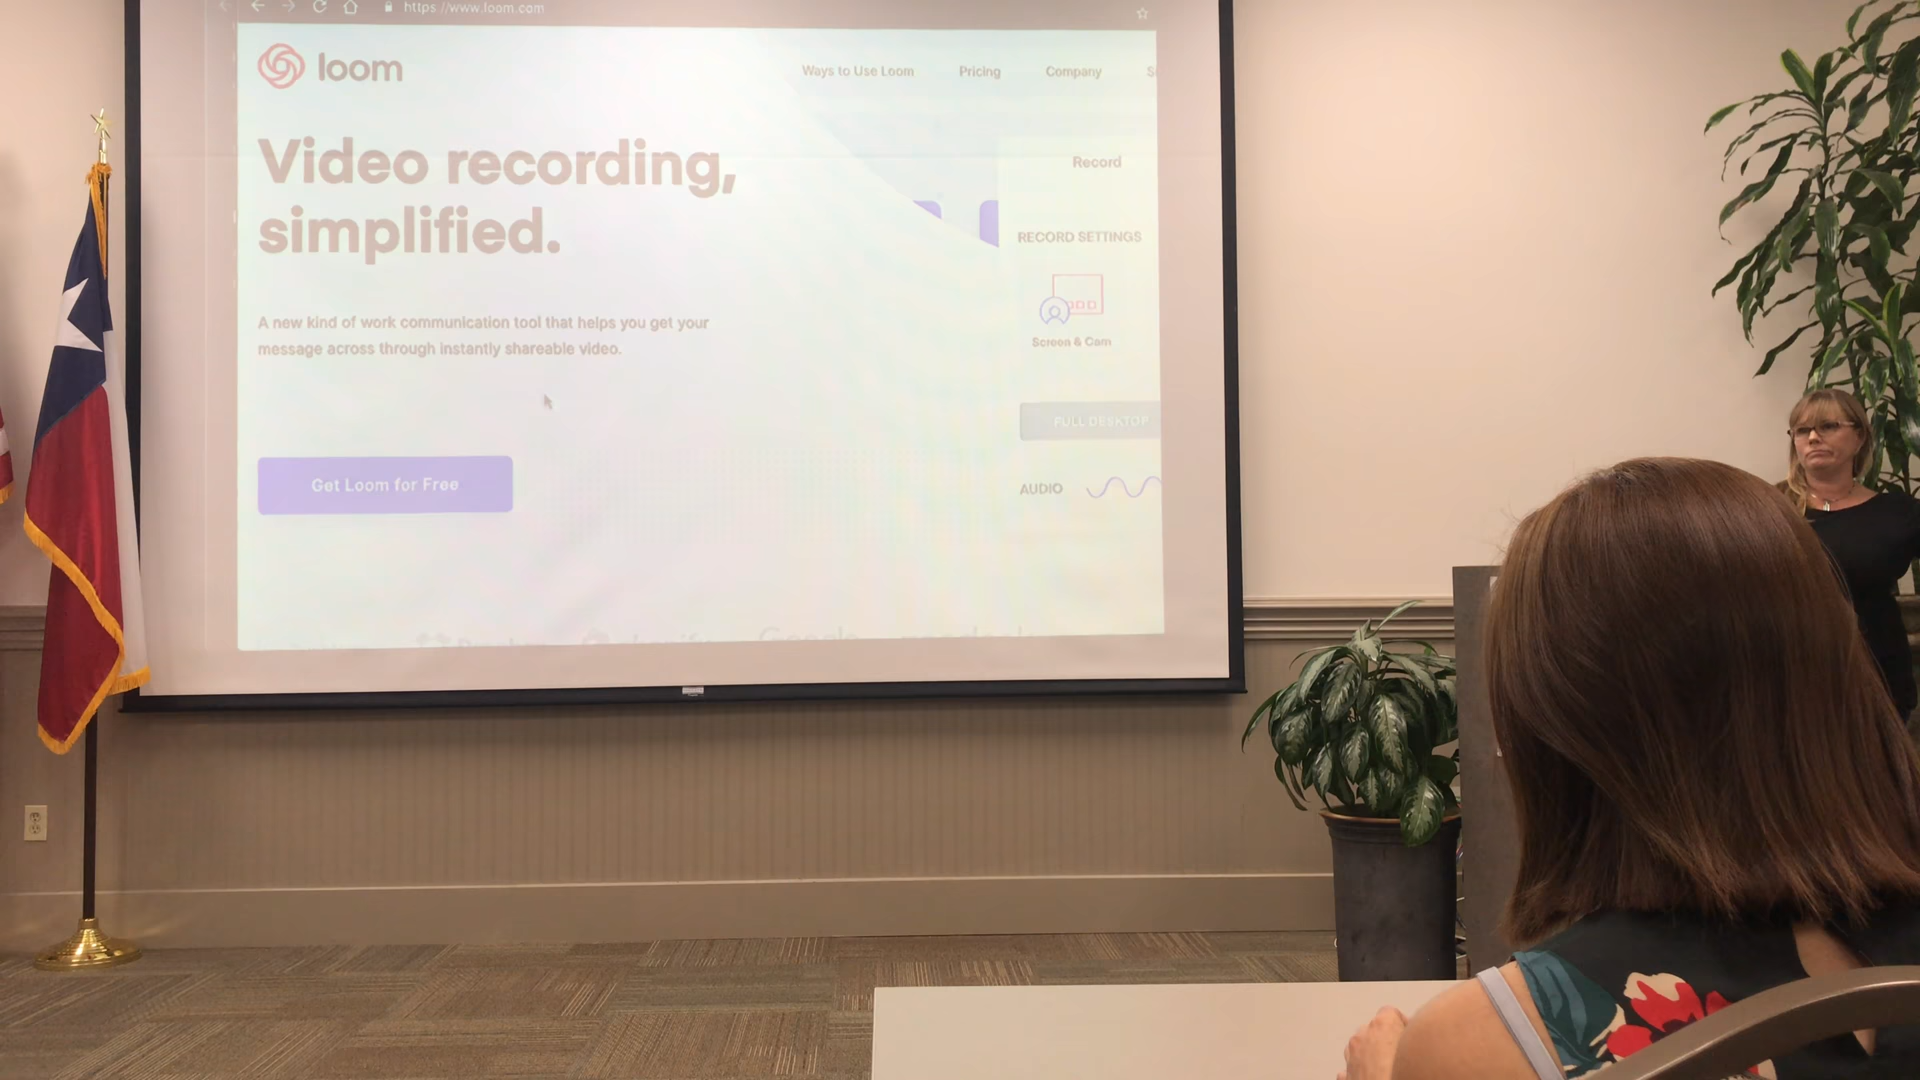 https://www.loom.com
loom
Ways to Use Loom Pricing Company
Video recording,
simplified.
A new kind of work communication tool that helps you get your
message across through instantly shareable video.
Get Loom for Free
Record
RECORD SETTINGS
Screen & Cam
FULL DESKTOP
AUDIO
Google